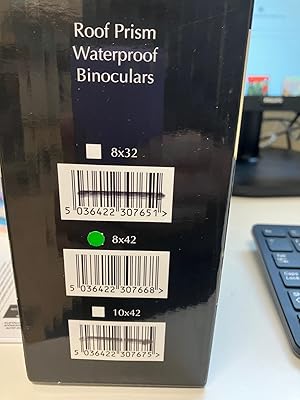 Roof Prism
Waterproof
Binoculars
8x32
5 036422 307651 >
8x42
5 036422 307668 >
10x42
5 036422 307675 >